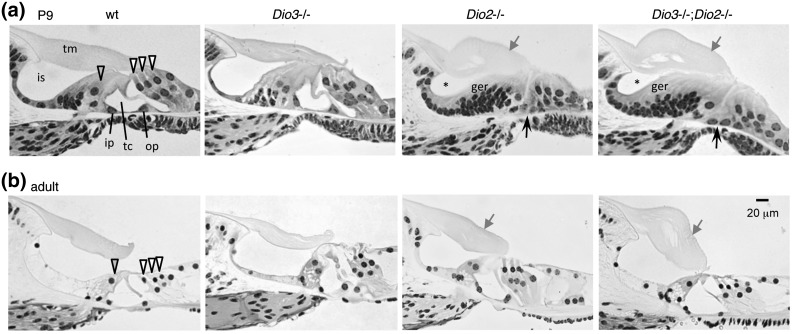 (a) P9 wt Dio3-/- Dio2-/- Dio3-/-;Dio2-/-
tm
is
* ger
* ger
ip tc op
(b) adult
20 μm